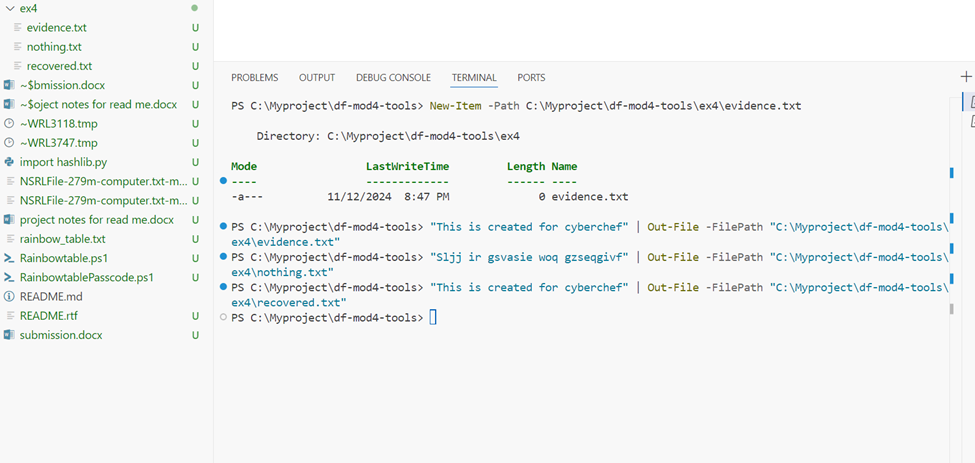 ex4
evidence.txt U
nothing.txt U
recovered.txt U
~$bmission.docx U
~$oject notes for read me.docx U
~WRL3118.tmp U
~WRL3747.tmp U
import hashlib.py U
NSRLFile-279m-computer.txt-m... U
NSRLFile-279m-computer.txt-m... U
project notes for read me.docx U
rainbow_table.txt U
Rainbowtable.ps1 U
RainbowtablePasscode.ps1 U
README.md
README.rtf U
submission.docx U
PROBLEMS OUTPUT DEBUG CONSOLE TERMINAL PORTS
PS C:\Myproject\df-mod4-tools> New-Item -Path C:\Myproject\df-mod4-tools\ex4\evidence.txt
Directory: C:\Myproject\df-mod4-tools\ex4
Mode LastWriteTime Length Name
---- ------------- ------ ----
-a--- 11/12/2024 8:47 PM 0 evidence.txt
PS C:\Myproject\df-mod4-tools> "This is created for cyberchef" | Out-File -FilePath "C:\Myproject\df-mod4-tools\
ex4\evidence.txt"
PS C:\Myproject\df-mod4-tools> "Sljj ir gsvasie woq gzseqgivf" | Out-File -FilePath "C:\Myproject\df-mod4-tools\
ex4\nothing.txt"
PS C:\Myproject\df-mod4-tools> "This is created for cyberchef" | Out-File -FilePath "C:\Myproject\df-mod4-tools\
ex4\recovered.txt"
PS C:\Myproject\df-mod4-tools>